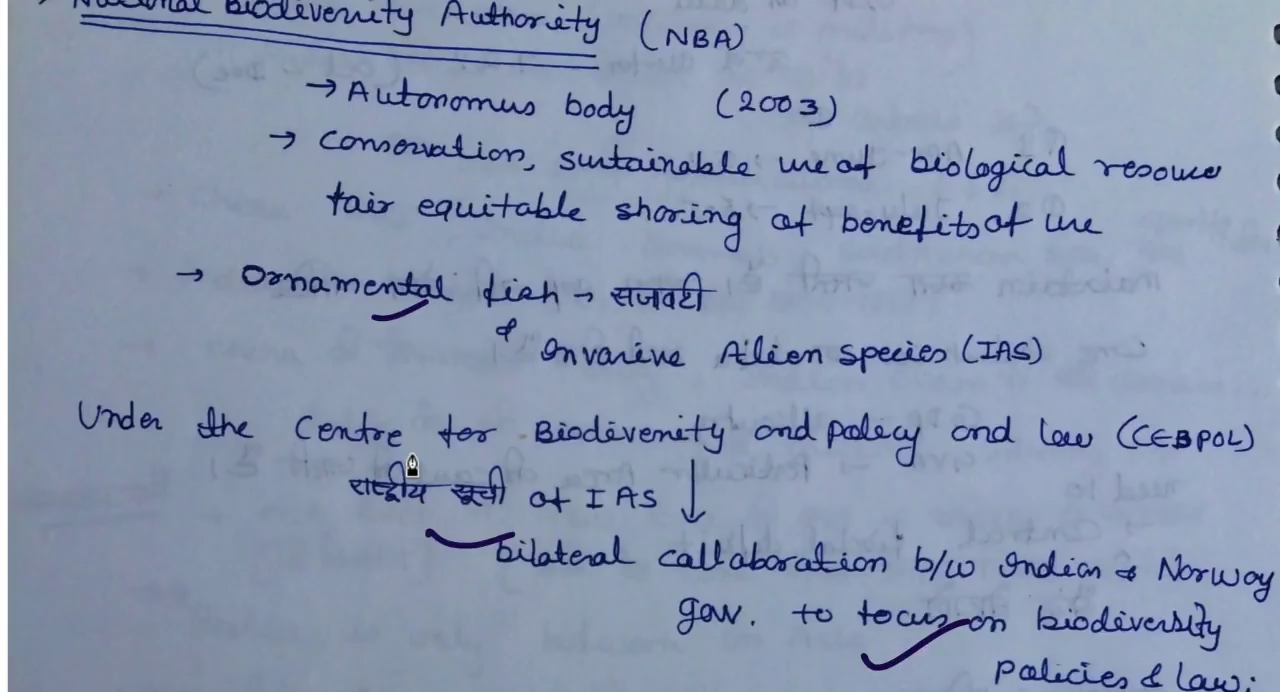 National Biodiversity Authority (NBA)
→ Autonomus body (2003)
→ Conservation, sustainable use of biological resource
fair equitable sharing of benefits of use
→ Ornamental fish → सजावटी
& Invasive Alien Species (IAS)
Under the Centre for Biodiversity and policy and law (CEBPOL)
राष्ट्रीय सूची of IAS ↓
bilateral collaboration b/w Indian & Norway
gov. to focus on biodiversity
Policies & Law.